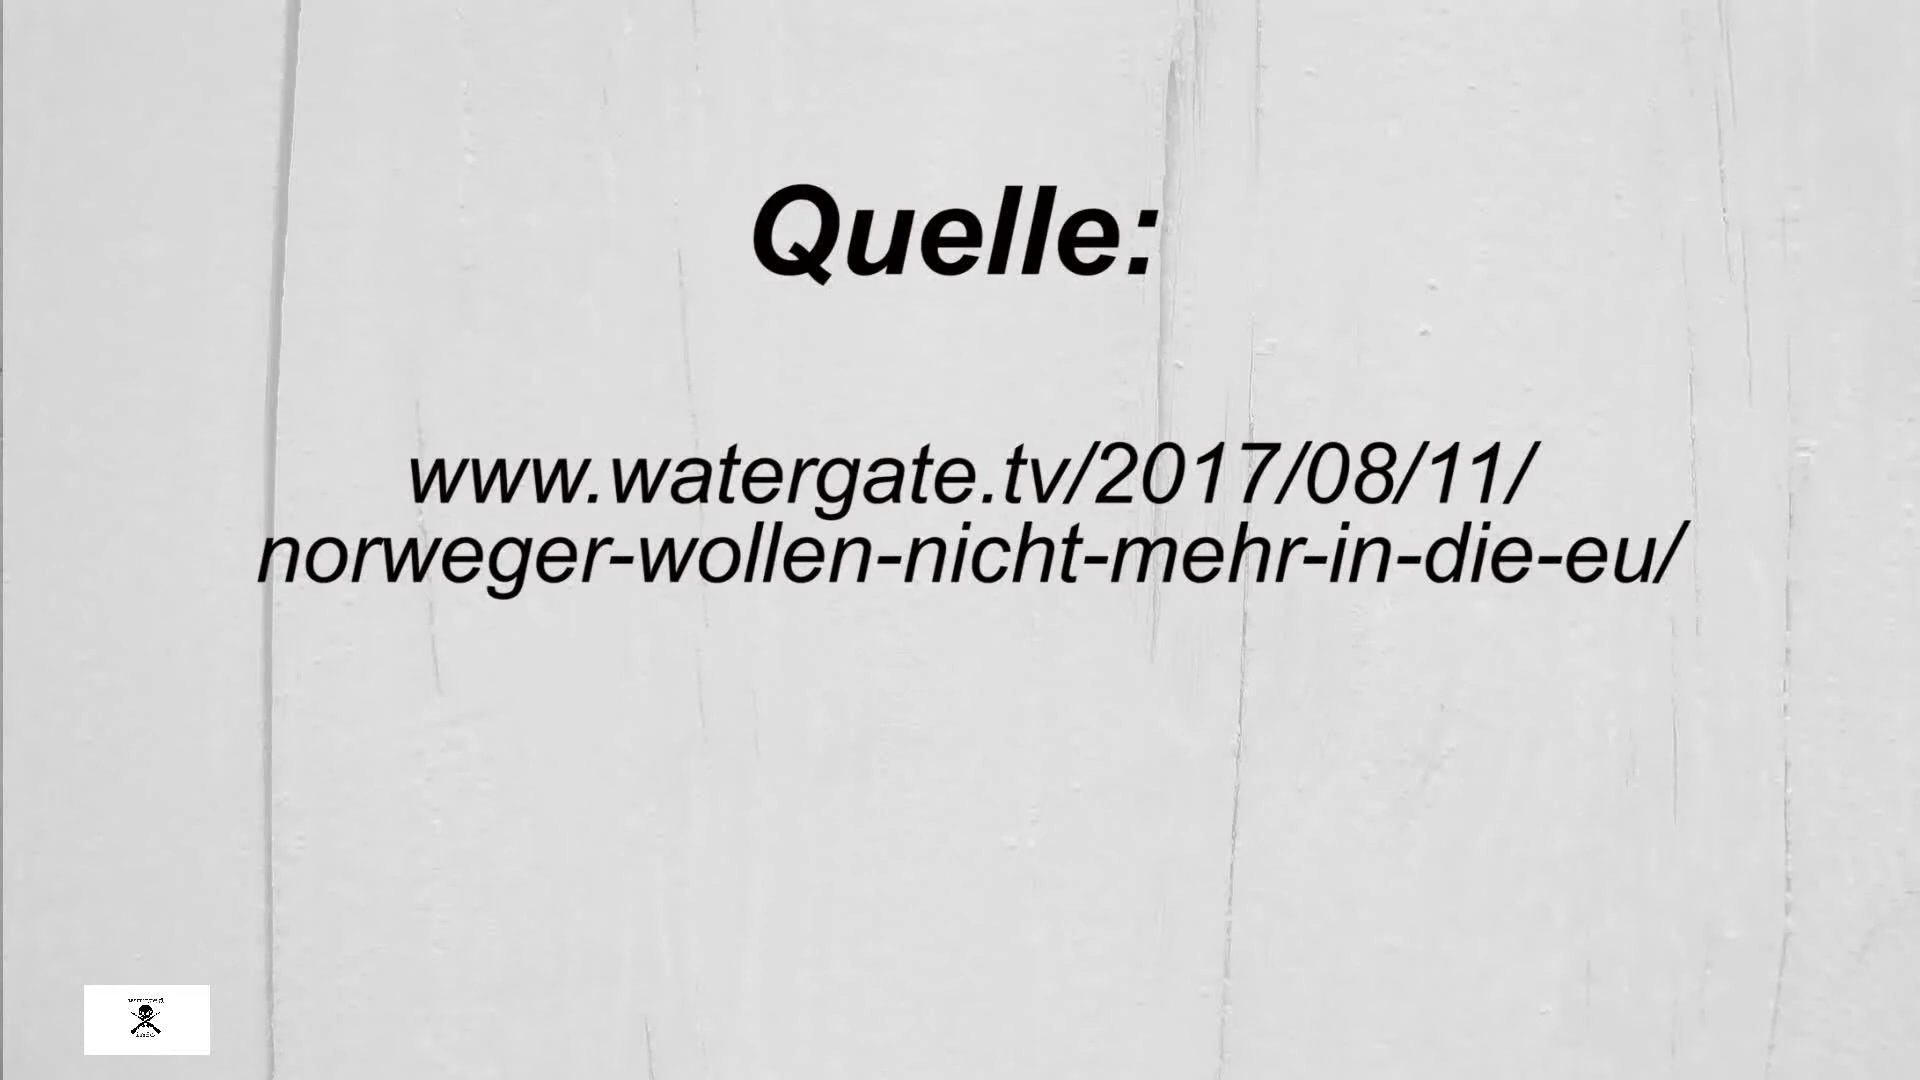 Quelle:
www.watergate.tv/2017/08/11/
norweger-wollen-nicht-mehr-in-die-eu/